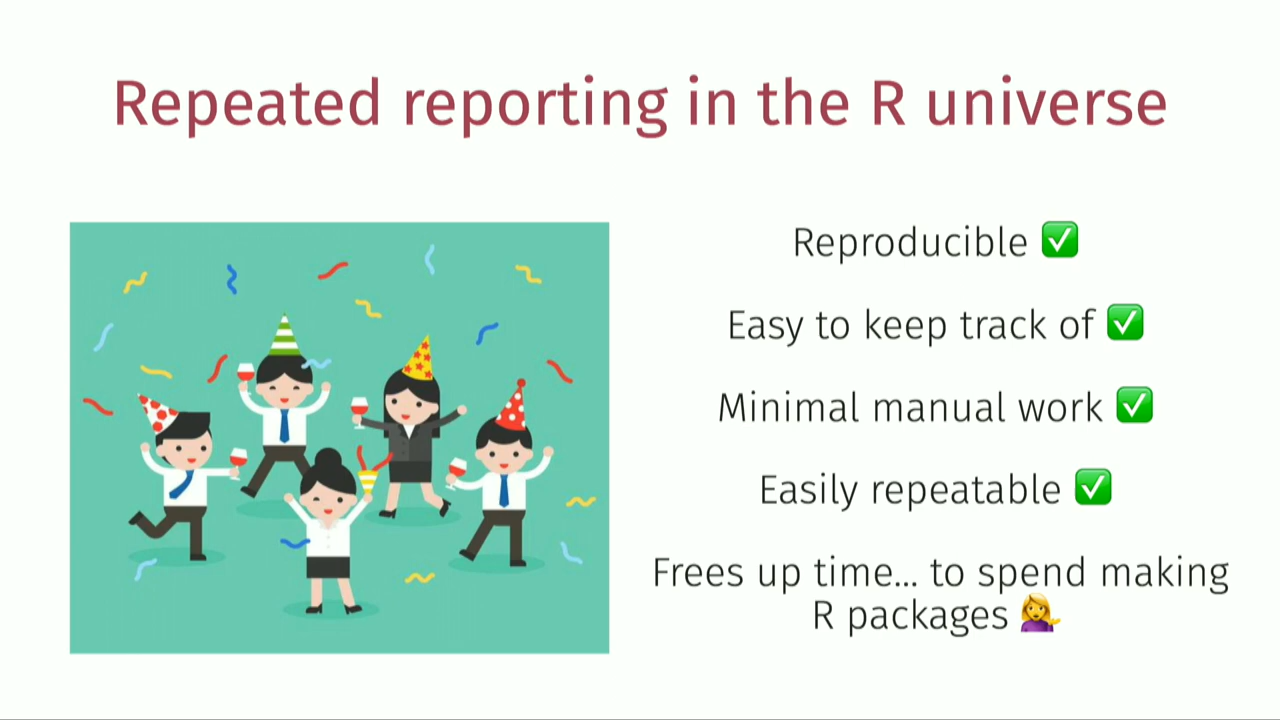 Repeated reporting in the R universe
Reproducible ✅
Easy to keep track of ✅
Minimal manual work ✅
Easily repeatable ✅
Frees up time... to spend making
R packages 💁‍♀️